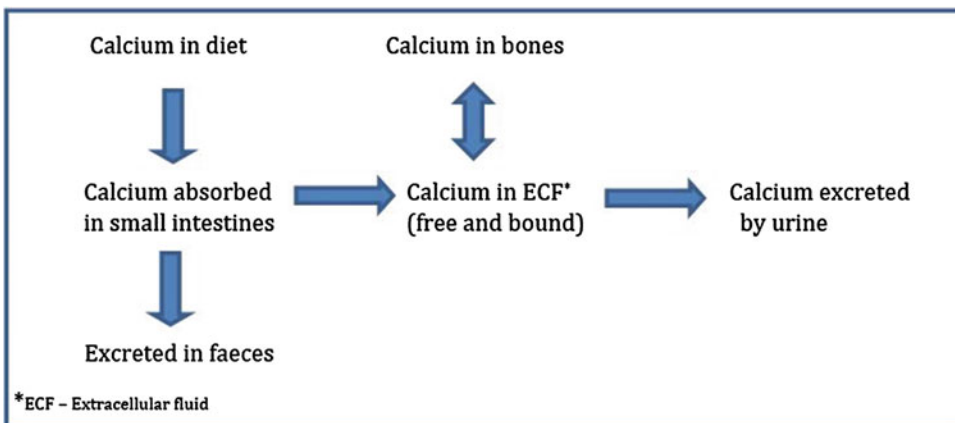 Calcium in diet
Calcium in bones
Calcium absorbed
in small intestines
Calcium in ECF*
(free and bound)
Calcium excreted
by urine
Excreted in faeces
*ECF – Extracellular fluid